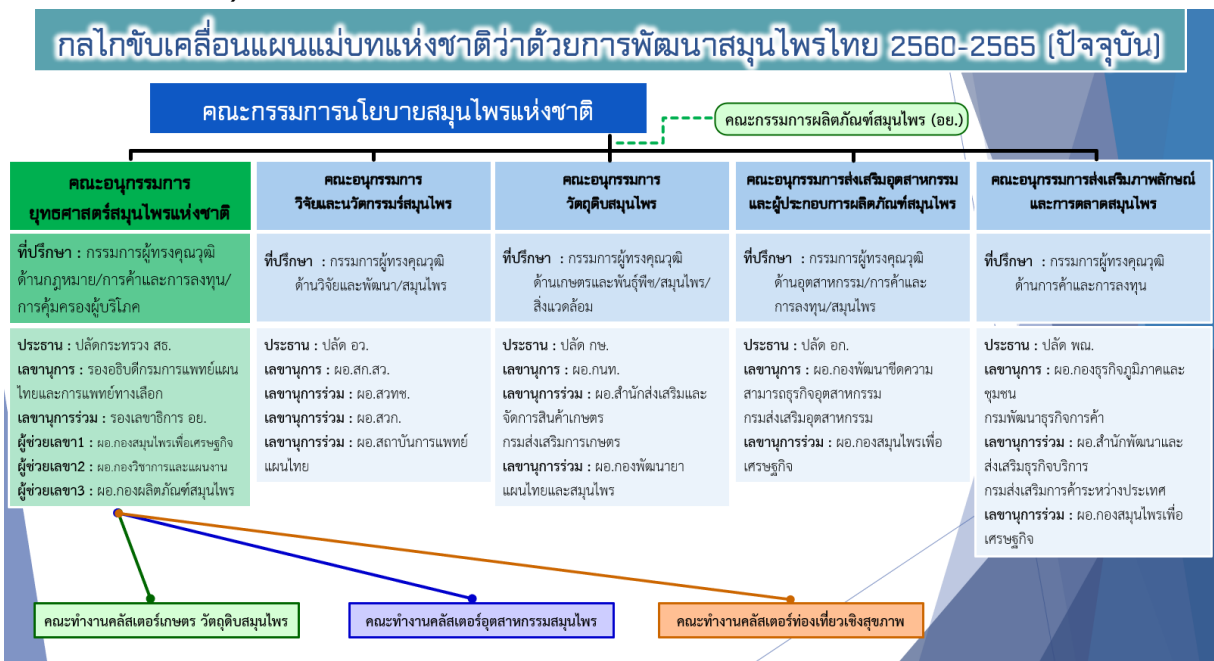 กลไกขับเคลื่อนแผนแม่บทแห่งชาติว่าด้วยการพัฒนาสมุนไพรไทย 2560-2565 (ปัจจุบัน)
คณะกรรมการนโยบายสมุนไพรแห่งชาติ
คณะกรรมการผลิตภัณฑ์สมุนไพร (อย.)
คณะอนุกรรมการ
ยุทธศาสตร์สมุนไพรแห่งชาติ
ที่ปรึกษา : กรรมการผู้ทรงคุณวุฒิ
ด้านกฎหมาย/การค้าและการลงทุน/
การคุ้มครองผู้บริโภค
ประธาน : ปลัดกระทรวง สธ.
เลขานุการ : รองอธิบดีกรมการแพทย์แผน
ไทยและการแพทย์ทางเลือก
เลขานุการร่วม : รองเลขาธิการ อย.
ผู้ช่วยเลขา1 : ผอ.กองสมุนไพรเพื่อเศรษฐกิจ
ผู้ช่วยเลขา2 : ผอ.กองวิชาการและแผนงาน
ผู้ช่วยเลขา3 : ผอ.กองผลิตภัณฑ์สมุนไพร
คณะอนุกรรมการ
วิจัยและนวัตกรรร์สมุนไพร
ที่ปรึกษา : กรรมการผู้ทรงคุณวุฒิ
ด้านวิจัยและพัฒนา/สมุนไพร
ประธาน : ปลัด อว.
เลขานุการ : ผอ.สก.สว.
เลขานุการร่วม : ผอ.สวทช.
เลขานุการร่วม : ผอ.สวก.
เลขานุการร่วม : ผอ.สถาบันการแพทย์
แผนไทย
คณะอนุกรรมการ
วัตถุดิบสมุนไพร
ที่ปรึกษา : กรรมการผู้ทรงคุณวุฒิ
ด้านเกษตรและพันธุ์พืช/สมุนไพร/
สิ่งแวดล้อม
ประธาน : ปลัด กษ.
เลขานุการ : ผอ.กนท.
เลขานุการร่วม : ผอ.สำนักส่งเสริมและ
จัดการสินค้าเกษตร
กรมส่งเสริมการเกษตร
เลขานุการร่วม : ผอ.กองพัฒนายา
แผนไทยและสมุนไพร
คณะอนุกรรมการส่งเสริมอุตสาหกรรม
และผู้ประกอบการผลิตภัณฑ์สมุนไพร
ที่ปรึกษา : กรรมการผู้ทรงคุณวุฒิ
ด้านอุตสาหกรรม/การค้าและ
การลงทุน/สมุนไพร
ประธาน : ปลัด อก.
เลขานุการ : ผอ.กองพัฒนาขีดความ
สามารถธุรกิจอุตสาหกรรม
กรมส่งเสริมอุตสาหกรรม
เลขานุการร่วม : ผอ.กองสมุนไพรเพื่อ
เศรษฐกิจ
คณะอนุกรรมการส่งเสริมภาพลักษณ์
และการตลาดสมุนไพร
ที่ปรึกษา : กรรมการผู้ทรงคุณวุฒิ
ด้านการค้าและการลงทุน
ประธาน : ปลัด พณ.
เลขานุการ : ผอ.กองธุรกิจภูมิภาคและ
ชุมชน
กรมพัฒนาธุรกิจการค้า
เลขานุการร่วม : ผอ.สำนักพัฒนาและ
ส่งเสริมธุรกิจบริการ
กรมส่งเสริมการค้าระหว่างประเทศ
เลขานุการร่วม : ผอ.กองสมุนไพรเพื่อ
เศรษฐกิจ
คณะทำงานคลัสเตอร์เกษตร วัตถุดิบสมุนไพร
คณะทำงานคลัสเตอร์อุตสาหกรรมสมุนไพร
คณะทำงานคลัสเตอร์ท่องเที่ยวเชิงสุขภาพ